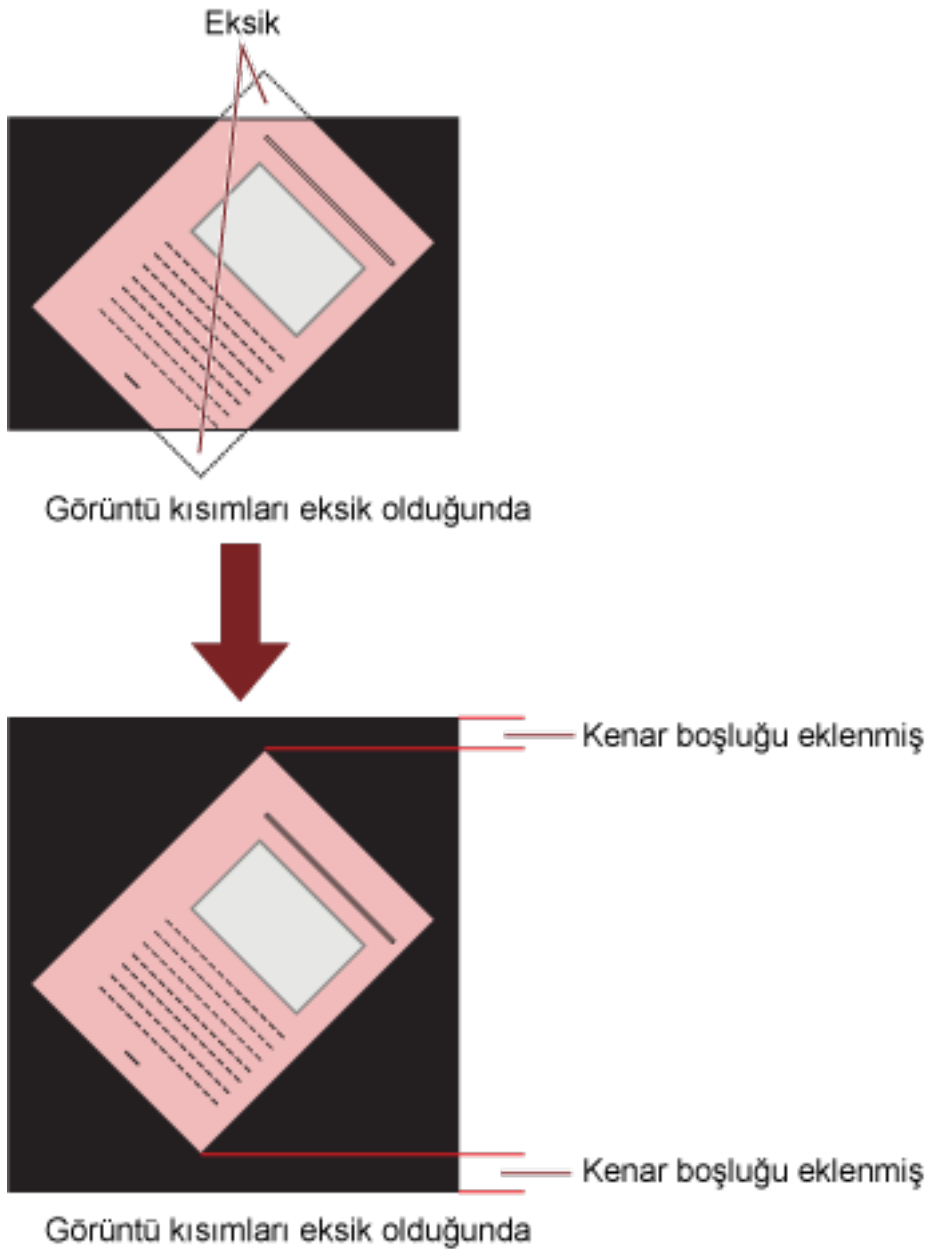 Eksik
Görüntü kısımları eksik olduğunda
Kenar boşluğu eklenmiş
Kenar boşluğu eklenmiş
Görüntü kısımları eksik olduğunda